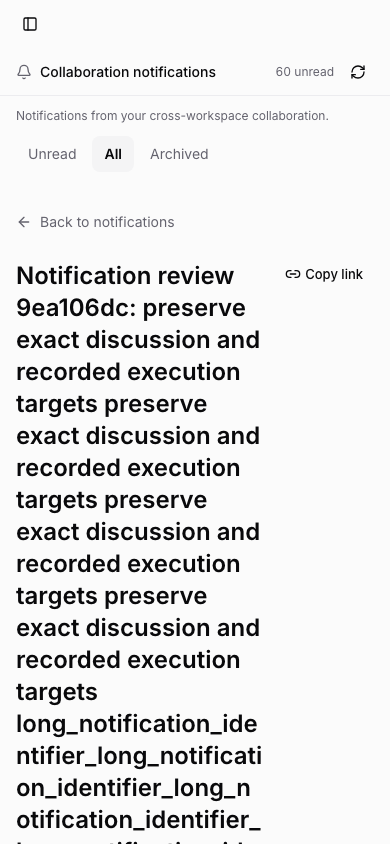 Collaboration notifications
60 unread
Notifications from your cross-workspace collaboration.
Unread
All
Archived
Back to notifications
Notification review
Copy link
9ea106dc: preserve
exact discussion and
recorded execution
targets preserve
exact discussion and
recorded execution
targets preserve
exact discussion and
recorded execution
targets preserve
exact discussion and
recorded execution
targets
long_notification_ide
ntifier_long_notificati
on_identifier_long_n
otification_identifier_